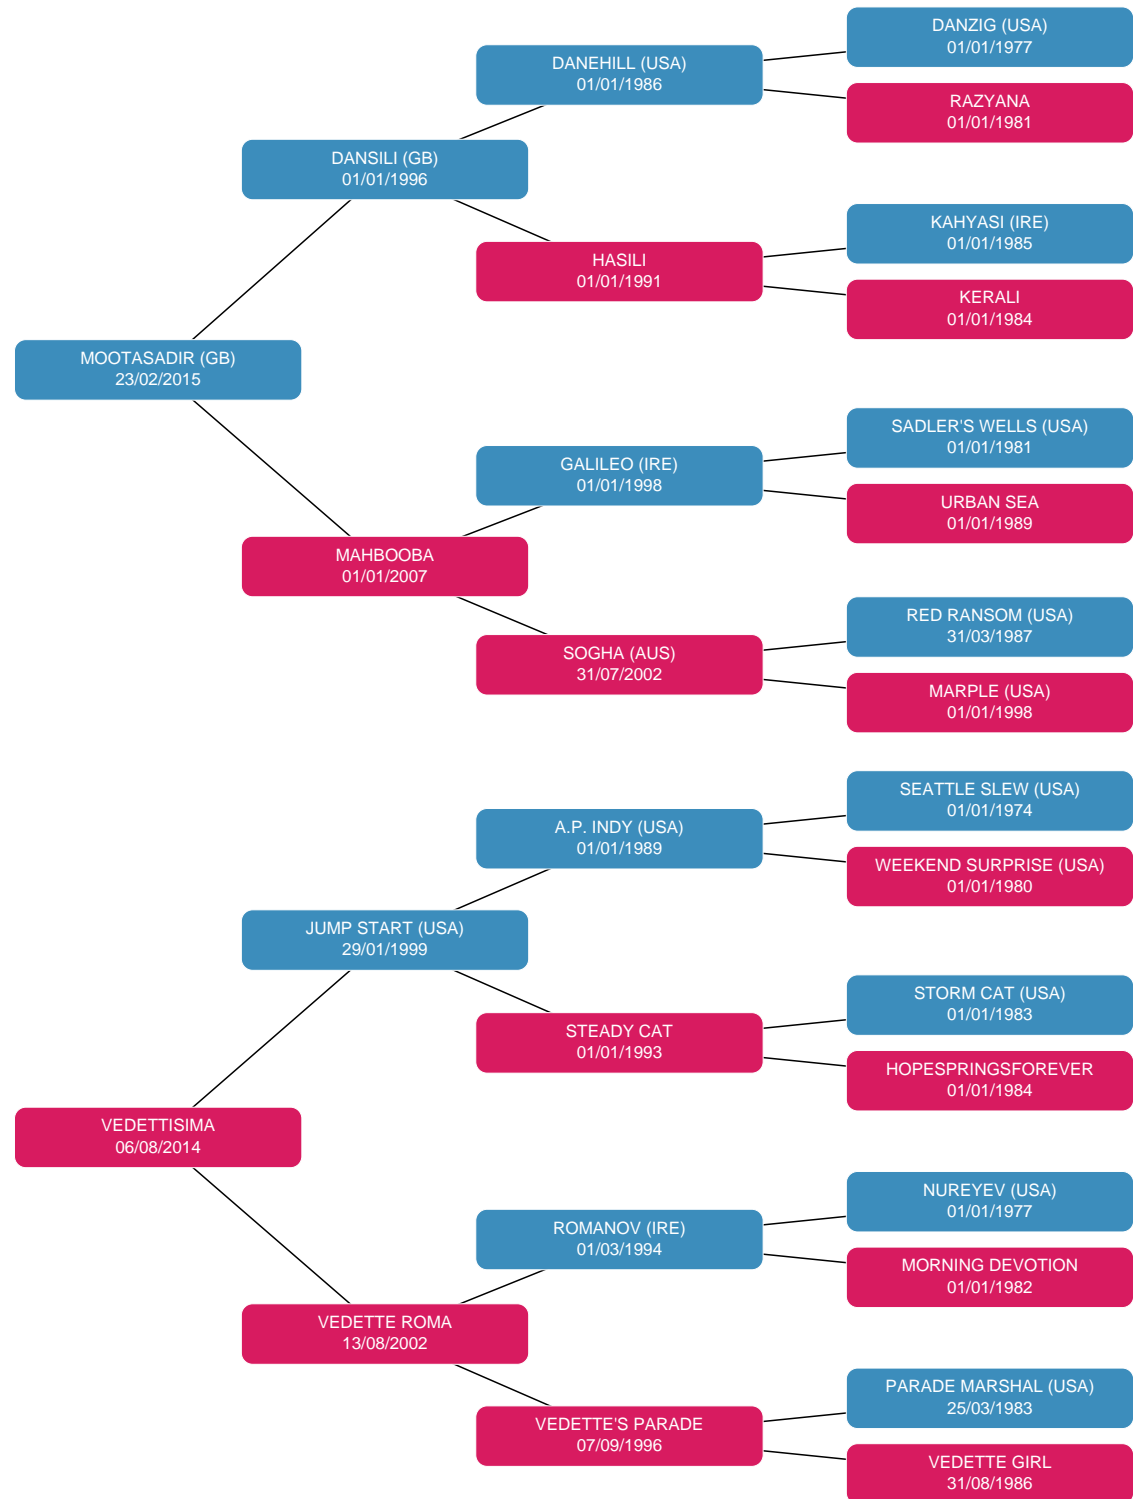 DANZIG (USA)
01/01/1977
DANEHILL (USA)
01/01/1986
RAZYANA
01/01/1981
DANSILI (GB)
01/01/1996
KAHYASI (IRE)
01/01/1985
HASILI
01/01/1991
KERALI
01/01/1984
MOOTASADIR (GB)
23/02/2015
SADLER'S WELLS (USA)
01/01/1981
GALILEO (IRE)
01/01/1998
URBAN SEA
01/01/1989
MAHBOOBA
01/01/2007
RED RANSOM (USA)
31/03/1987
SOGHA (AUS)
31/07/2002
MARPLE (USA)
01/01/1998
SEATTLE SLEW (USA)
01/01/1974
A.P. INDY (USA)
01/01/1989
WEEKEND SURPRISE (USA)
01/01/1980
JUMP START (USA)
29/01/1999
STORM CAT (USA)
01/01/1983
STEADY CAT
01/01/1993
HOPESPRINGSFOREVER
01/01/1984
VEDETTISIMA
06/08/2014
NUREYEV (USA)
01/01/1977
ROMANOV (IRE)
01/03/1994
MORNING DEVOTION
01/01/1982
VEDETTE ROMA
13/08/2002
PARADE MARSHAL (USA)
25/03/1983
VEDETTE'S PARADE
07/09/1996
VEDETTE GIRL
31/08/1986